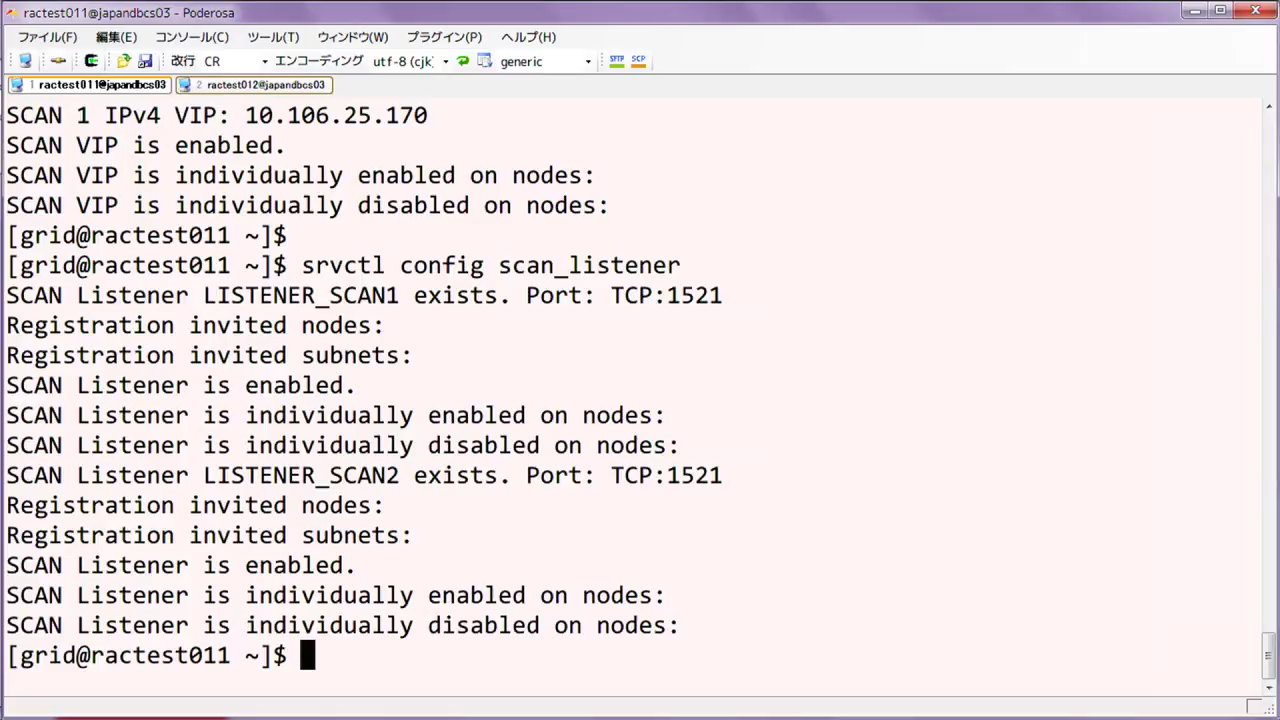 ractest011@japandbcs03 - Poderosa
ファイル(F) 編集(E) コンソール(C) ツール(T) ウィンドウ(W) プラグイン(P) ヘルプ(H)
改行 CR エンコーディング utf-8 (cjk) generic SFTP SCP
1 ractest011@japandbcs03 2 ractest012@japandbcs03
SCAN 1 IPv4 VIP: 10.106.25.170
SCAN VIP is enabled.
SCAN VIP is individually enabled on nodes:
SCAN VIP is individually disabled on nodes:
[grid@ractest011 ~]$
[grid@ractest011 ~]$ srvctl config scan_listener
SCAN Listener LISTENER_SCAN1 exists. Port: TCP:1521
Registration invited nodes:
Registration invited subnets:
SCAN Listener is enabled.
SCAN Listener is individually enabled on nodes:
SCAN Listener is individually disabled on nodes:
SCAN Listener LISTENER_SCAN2 exists. Port: TCP:1521
Registration invited nodes:
Registration invited subnets:
SCAN Listener is enabled.
SCAN Listener is individually enabled on nodes:
SCAN Listener is individually disabled on nodes:
[grid@ractest011 ~]$